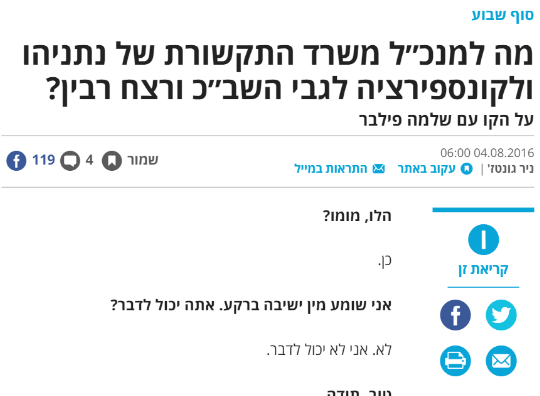 סוף שבוע
מה למנכ״ל משרד התקשורת של נתניהו
ולקונספירציה לגבי השב״כ ורצח רבין?
על הקו עם שלמה פילבר
שמור 4 119
06:00 04.08.2016
ניר גונטז' | עקוב באתר התראות במייל
הלו, מומו?
קריאת זן
כן.
אני שומע מין ישיבה ברקע. אתה יכול לדבר?
לא. אני לא יכול לדבר.
טוב. תודה